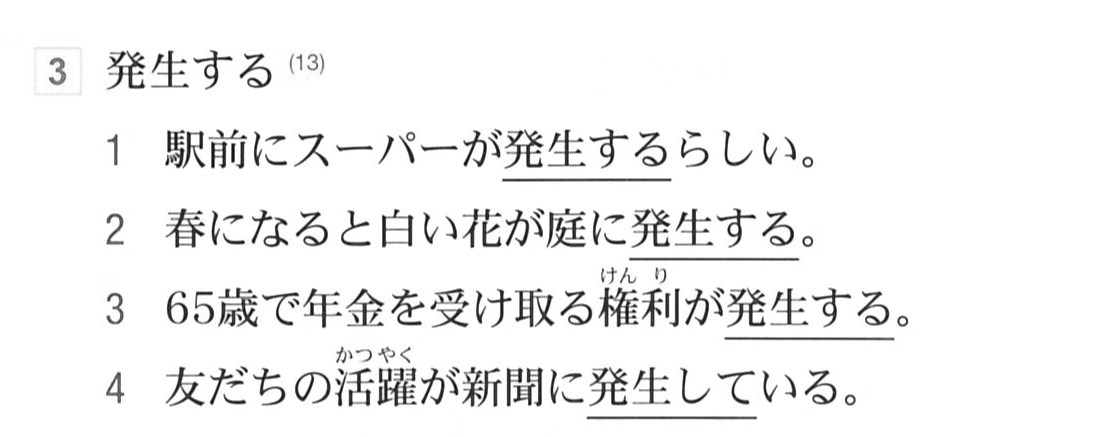 3 発生する (13)
1 駅前にスーパーが発生するらしい。
2 春になると白い花が庭に発生する。
けんり
3 65歳で年金を受け取る権利が発生する。
かつやく
4 友だちの活躍が新聞に発生している。